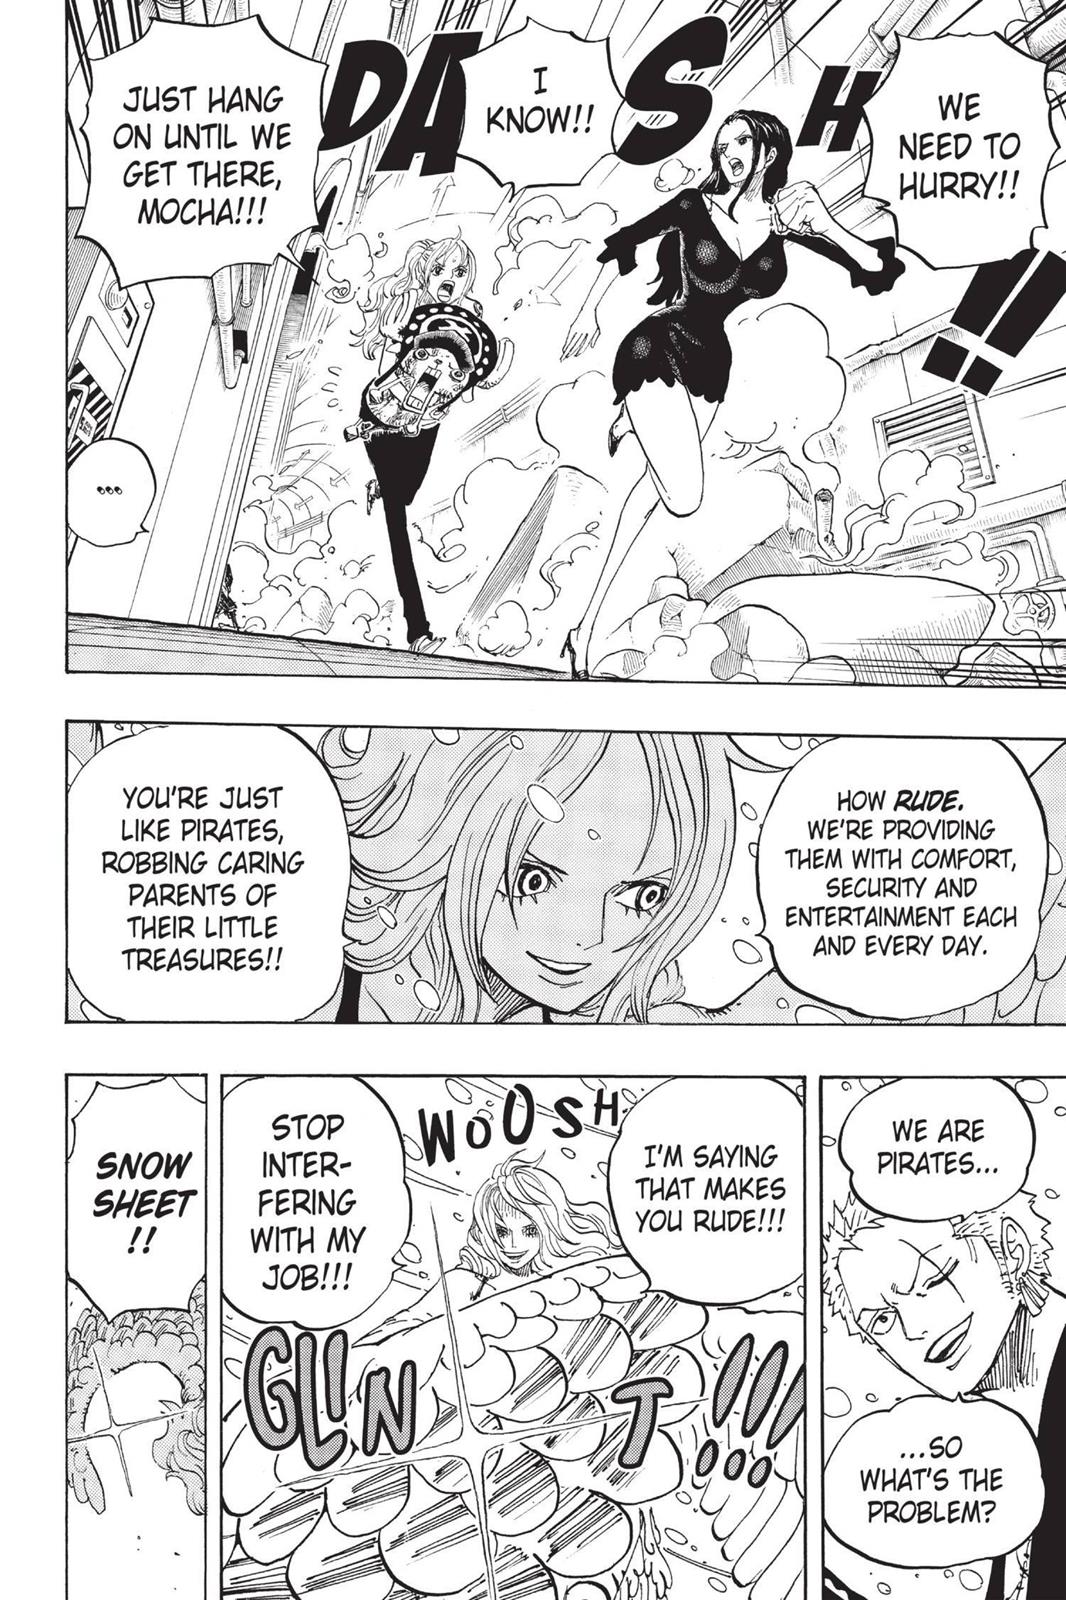 WE
NEED TO
HURRY!!
DASH
I
KNOW!!
JUST HANG
ON UNTIL WE
GET THERE,
MOCHA!!!
!!
...
HOW RUDE.
WE'RE PROVIDING
THEM WITH COMFORT,
SECURITY AND
ENTERTAINMENT EACH
AND EVERY DAY.
YOU'RE JUST
LIKE PIRATES,
ROBBING CARING
PARENTS OF
THEIR LITTLE
TREASURES!!
WE ARE
PIRATES...
...SO
WHAT'S THE
PROBLEM?
I'M SAYING
THAT MAKES
YOU RUDE!!!
WOOSH
STOP
INTER-
FERING
WITH MY
JOB!!!
GLINT!!!
SNOW
SHEET
!!